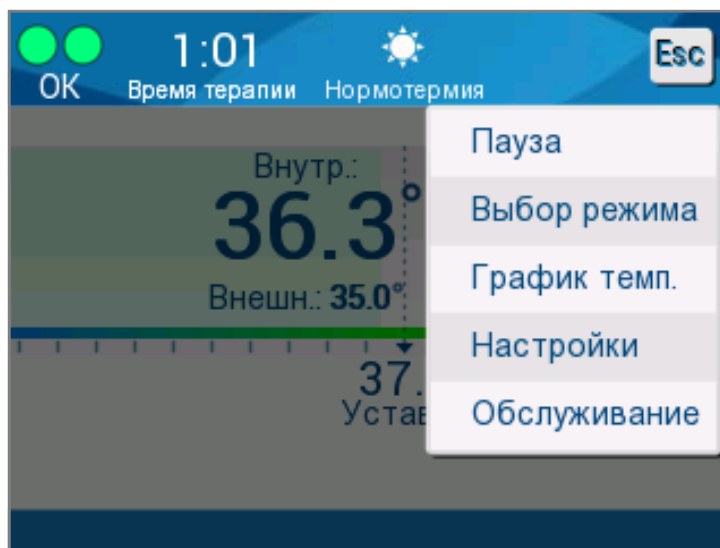 1:01
Esc
OK
Время терапии
Нормотермия
Внутр.:
36.3°
Внешн.: 35.0°
37.
Пауза
Выбор режима
График темп.
Настройки
Обслуживание